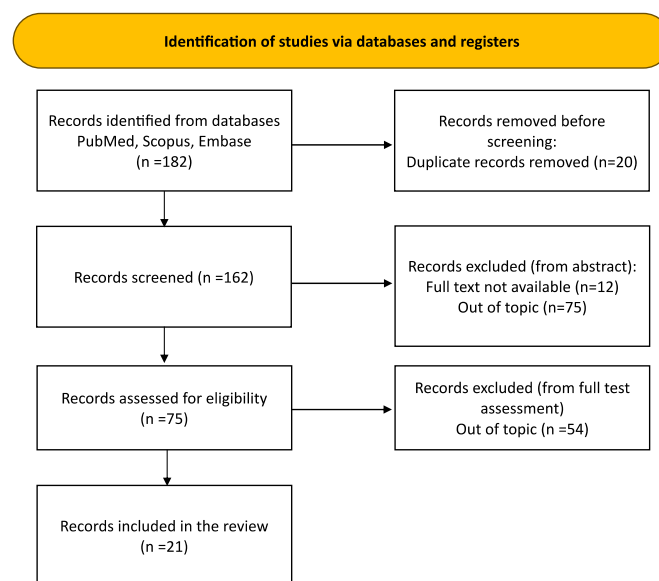 Identification of studies via databases and registers
Records identified from databases
PubMed, Scopus, Embase
(n =182)
Records removed before
screening:
Duplicate records removed (n=20)
Records screened (n =162)
Records excluded (from abstract):
Full text not available (n=12)
Out of topic (n=75)
Records assessed for eligibility
(n =75)
Records excluded (from full test
assessment)
Out of topic (n =54)
Records included in the review
(n =21)